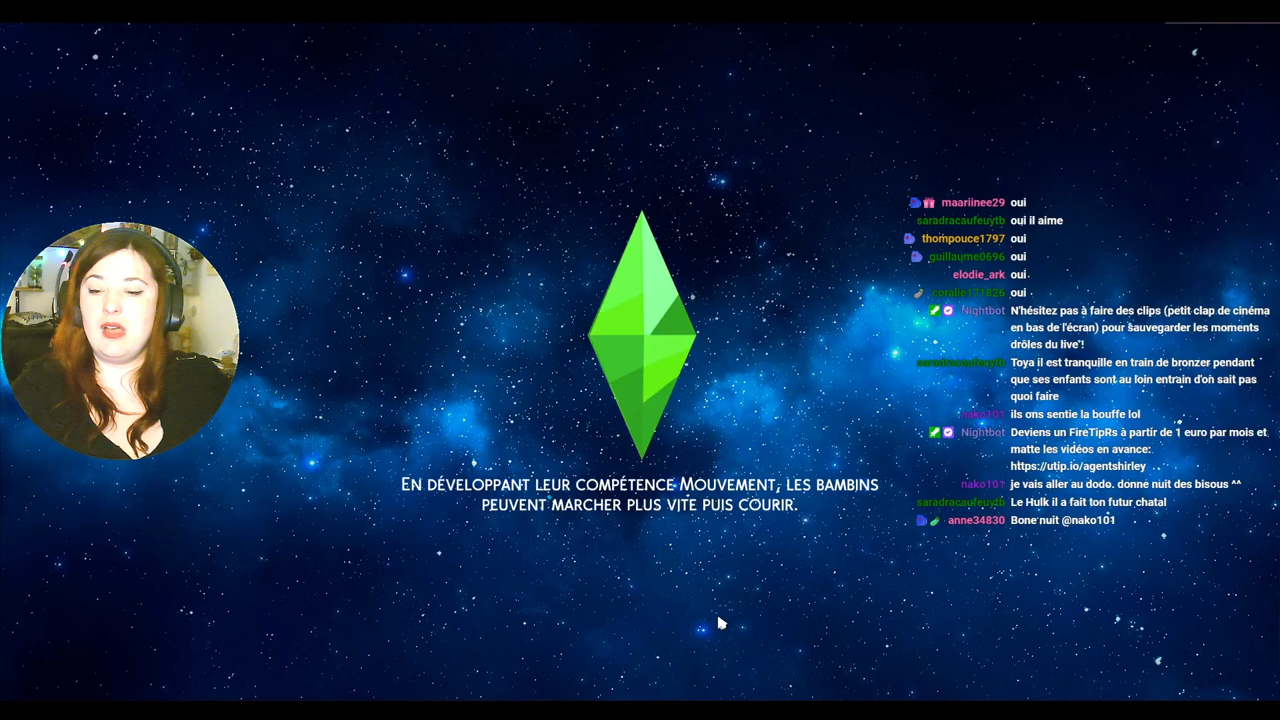 maariinee29 oui
saradracaufeuytb oui il aime
thompouce1797 oui
guillaume0696 oui
elodie_ark oui
coralie171826 oui
Nightbot N'hésitez pas à faire des clips (petit clap de cinéma
en bas de l'écran) pour sauvegarder les moments
drôles du live"!
saradracaufeuytb Toya il est tranquille en train de bronzer pendant
que ses enfants sont au loin entrain d'on sait pas
quoi faire
nako101 ils ons sentie la bouffe lol
Nightbot Deviens un FireTipRs à partir de 1 euro par mois et
matte les vidéos en avance:
https://utip.io/agentshirley
nako101 je vais aller au dodo. donne nuit des bisous ^^
saradracaufeuytb Le Hulk il a fait ton futur chatal
anne34830 Bone nuit @nako101
En développant leur compétence Mouvement, les bambins
peuvent marcher plus vite puis courir.